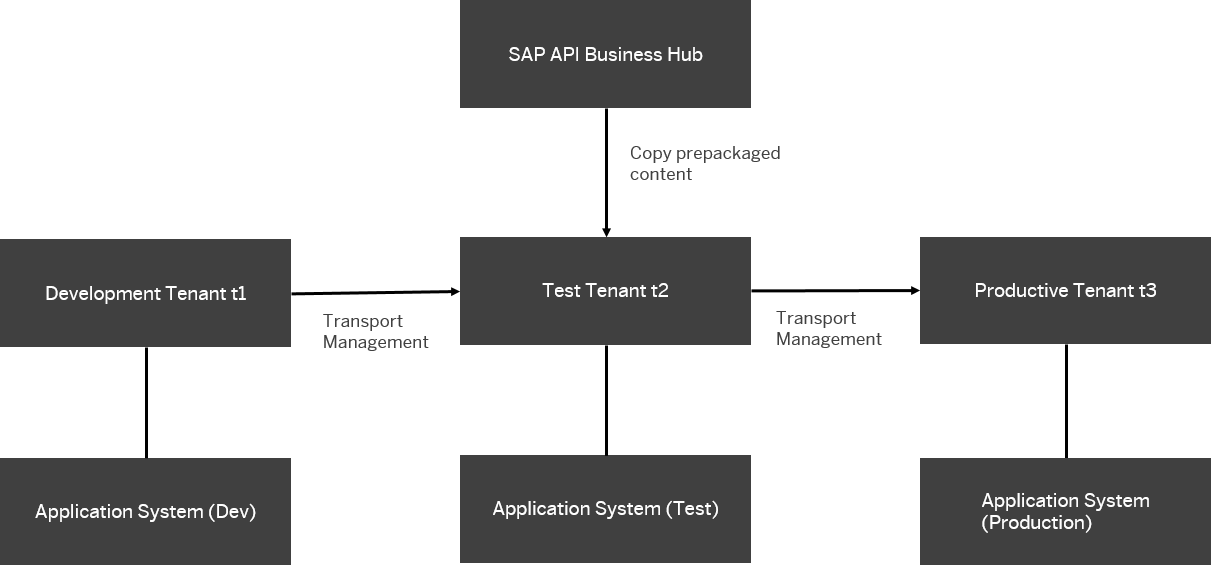 SAP API Business Hub
Copy prepackaged
content
Development Tenant t1
Transport
Management
Test Tenant t2
Transport
Management
Productive Tenant t3
Application System (Dev)
Application System (Test)
Application System
(Production)